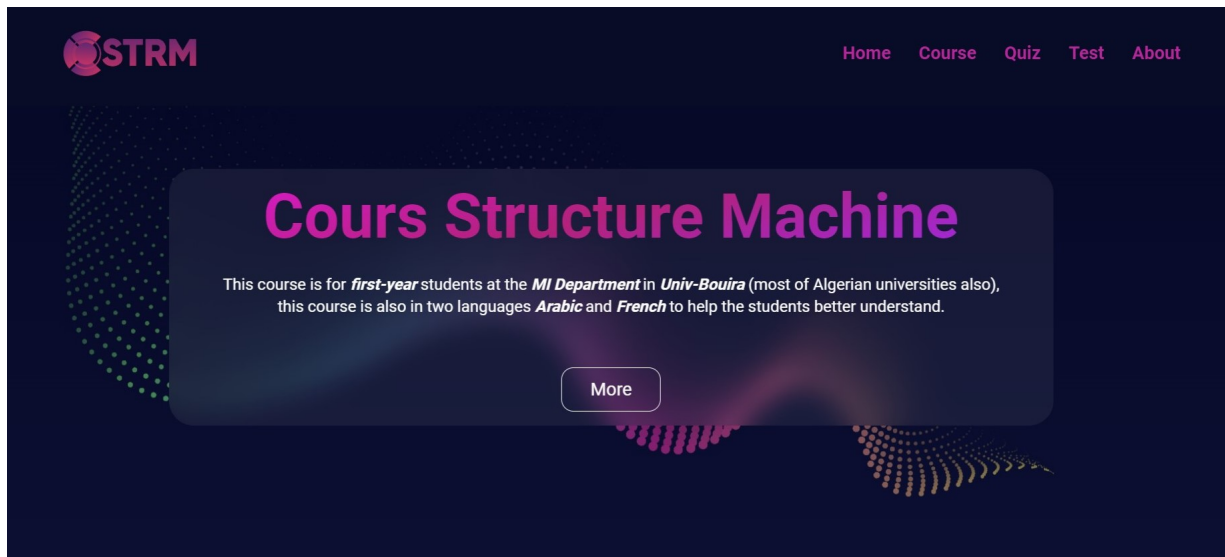 STRM
Home Course Quiz Test About
Cours Structure Machine
This course is for first-year students at the MI Department in Univ-Bouira (most of Algerian universities also),
this course is also in two languages Arabic and French to help the students better understand.
More